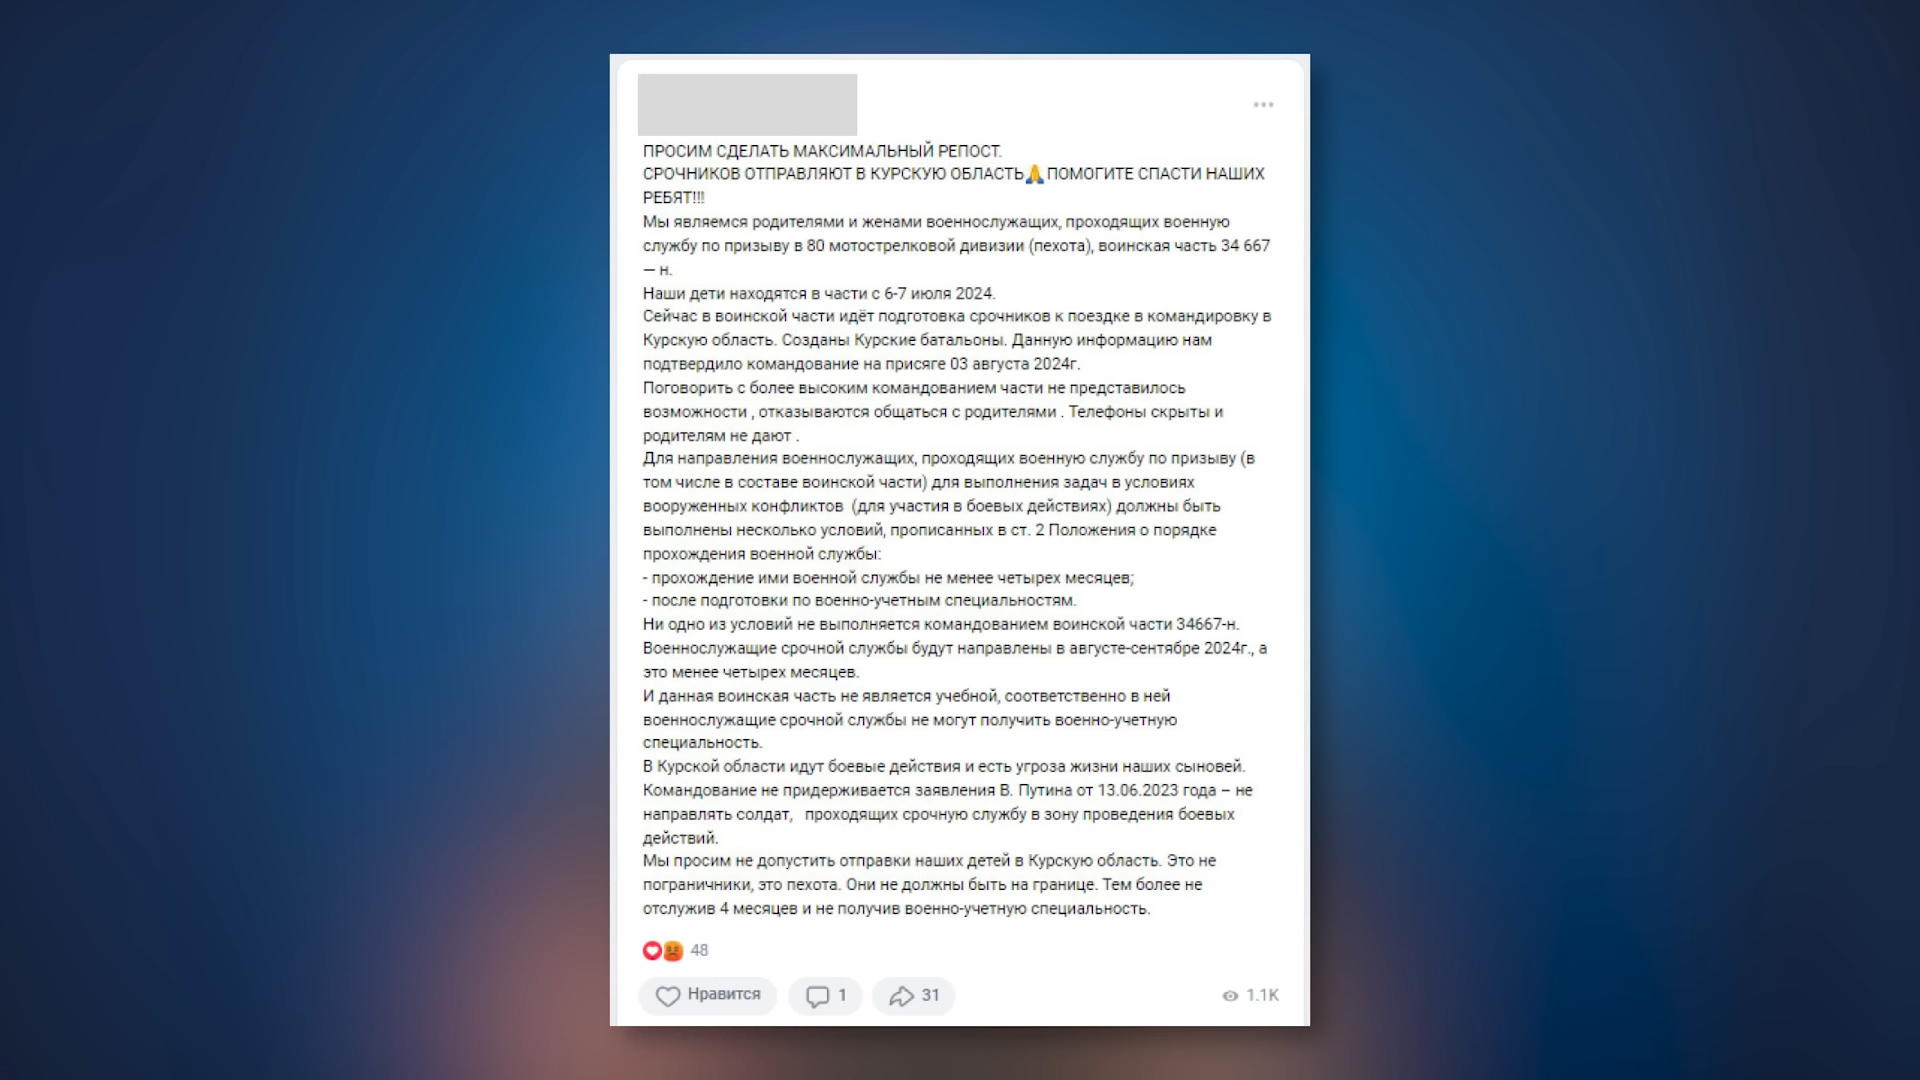 ПРОСИМ СДЕЛАТЬ МАКСИМАЛЬНЫЙ РЕПОСТ.
СРОЧНИКОВ ОТПРАВЛЯЮТ В КУРСКУЮ ОБЛАСТЬ🙏ПОМОГИТЕ СПАСТИ НАШИХ
РЕБЯТ!!!
Мы являемся родителями и женами военнослужащих, проходящих военную
службу по призыву в 80 мотострелковой дивизии (пехота), воинская часть 34 667
— н.
Наши дети находятся в части с 6-7 июля 2024.
Сейчас в воинской части идёт подготовка срочников к поездке в командировку в
Курскую область. Созданы Курские батальоны. Данную информацию нам
подтвердило командование на присяге 03 августа 2024г.
Поговорить с более высоким командованием части не представилось
возможности , отказываются общаться с родителями . Телефоны скрыты и
родителям не дают .
Для направления военнослужащих, проходящих военную службу по призыву (в
том числе в составе воинской части) для выполнения задач в условиях
вооруженных конфликтов  (для участия в боевых действиях) должны быть
выполнены несколько условий, прописанных в ст. 2 Положения о порядке
прохождения военной службы:
- прохождение ими военной службы не менее четырех месяцев;
- после подготовки по военно-учетным специальностям.
Ни одно из условий не выполняется командованием воинской части 34667-н.
Военнослужащие срочной службы будут направлены в августе-сентябре 2024г., а
это менее четырех месяцев.
И данная воинская часть не является учебной, соответственно в ней
военнослужащие срочной службы не могут получить военно-учетную
специальность.
В Курской области идут боевые действия и есть угроза жизни наших сыновей.
Командование не придерживается заявления В. Путина от 13.06.2023 года – не
направлять солдат,   проходящих срочную службу в зону проведения боевых
действий.
Мы просим не допустить отправки наших детей в Курскую область. Это не
пограничники, это пехота. Они не должны быть на границе. Тем более не
отслужив 4 месяцев и не получив военно-учетную специальность.
48
Нравится 1 31 1.1K